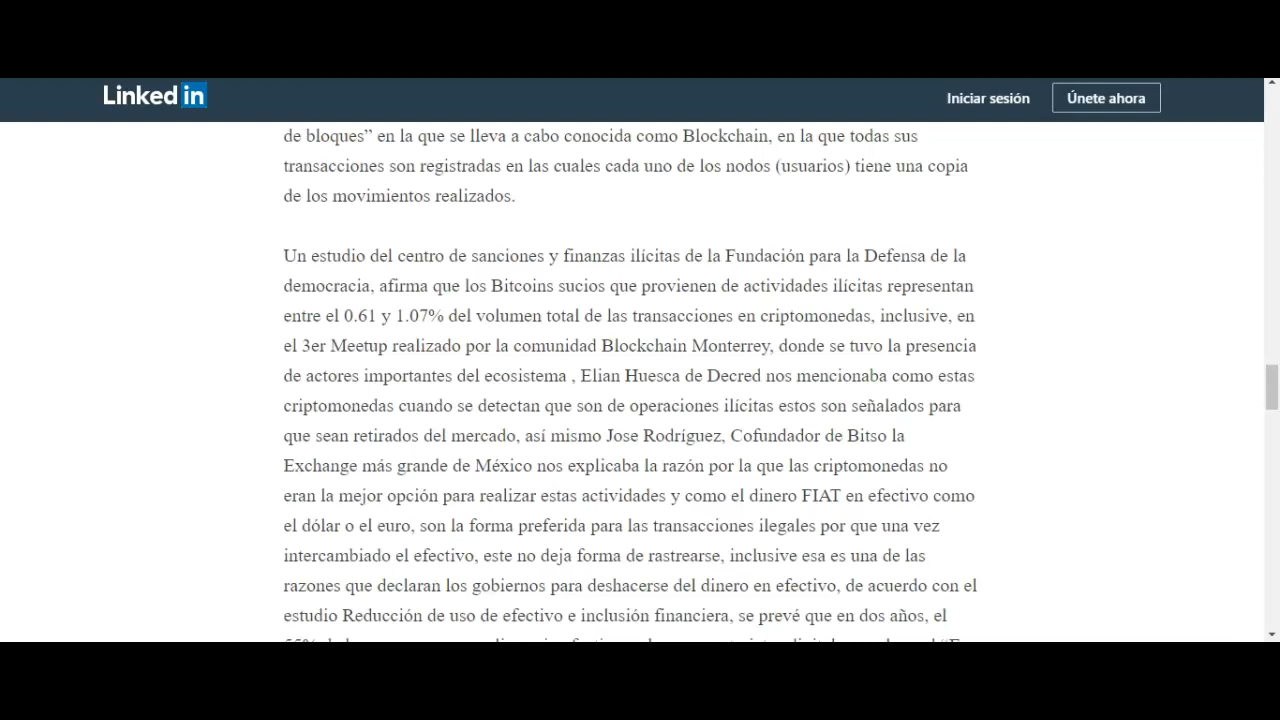 Linked in
Iniciar sesión
Únete ahora
de bloques” en la que se lleva a cabo conocida como Blockchain, en la que todas sus
transacciones son registradas en las cuales cada uno de los nodos (usuarios) tiene una copia
de los movimientos realizados.
Un estudio del centro de sanciones y finanzas ilícitas de la Fundación para la Defensa de la
democracia, afirma que los Bitcoins sucios que provienen de actividades ilícitas representan
entre el 0.61 y 1.07% del volumen total de las transacciones en criptomonedas, inclusive, en
el 3er Meetup realizado por la comunidad Blockchain Monterrey, donde se tuvo la presencia
de actores importantes del ecosistema , Elian Huesca de Decred nos mencionaba como estas
criptomonedas cuando se detectan que son de operaciones ilícitas estos son señalados para
que sean retirados del mercado, así mismo Jose Rodríguez, Cofundador de Bitso la
Exchange más grande de México nos explicaba la razón por la que las criptomonedas no
eran la mejor opción para realizar estas actividades y como el dinero FIAT en efectivo como
el dólar o el euro, son la forma preferida para las transacciones ilegales por que una vez
intercambiado el efectivo, este no deja forma de rastrearse, inclusive esa es una de las
razones que declaran los gobiernos para deshacerse del dinero en efectivo, de acuerdo con el
estudio Reducción de uso de efectivo e inclusión financiera, se prevé que en dos años, el